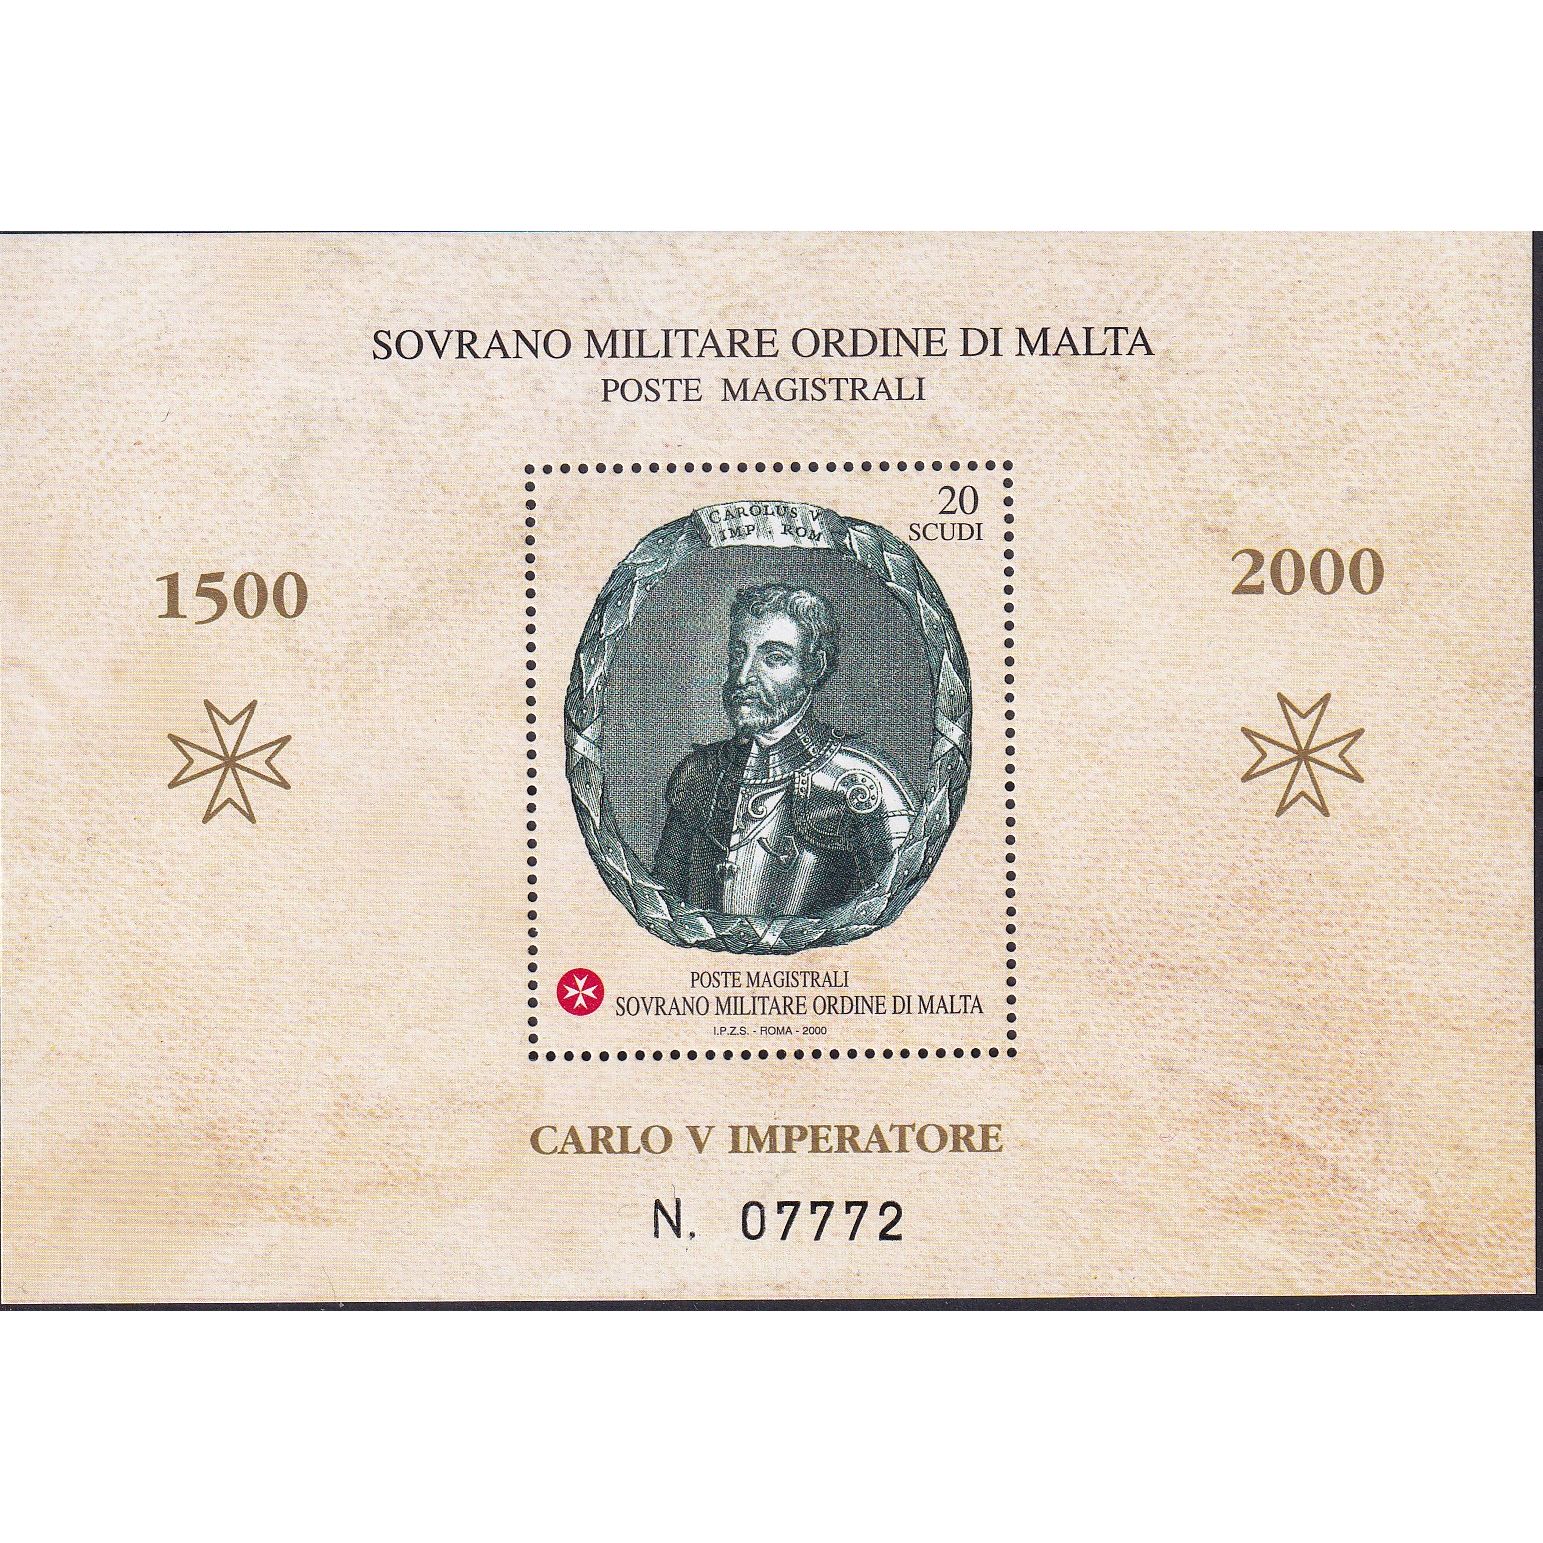 SOVRANO MILITARE ORDINE DI MALTA
POSTE MAGISTRALI
20
SCUDI
CAROLUS V
IMP. ROM
1500
2000
POSTE MAGISTRALI
SOVRANO MILITARE ORDINE DI MALTA
I.P.Z.S. - ROMA - 2000
CARLO V IMPERATORE
N. 07772